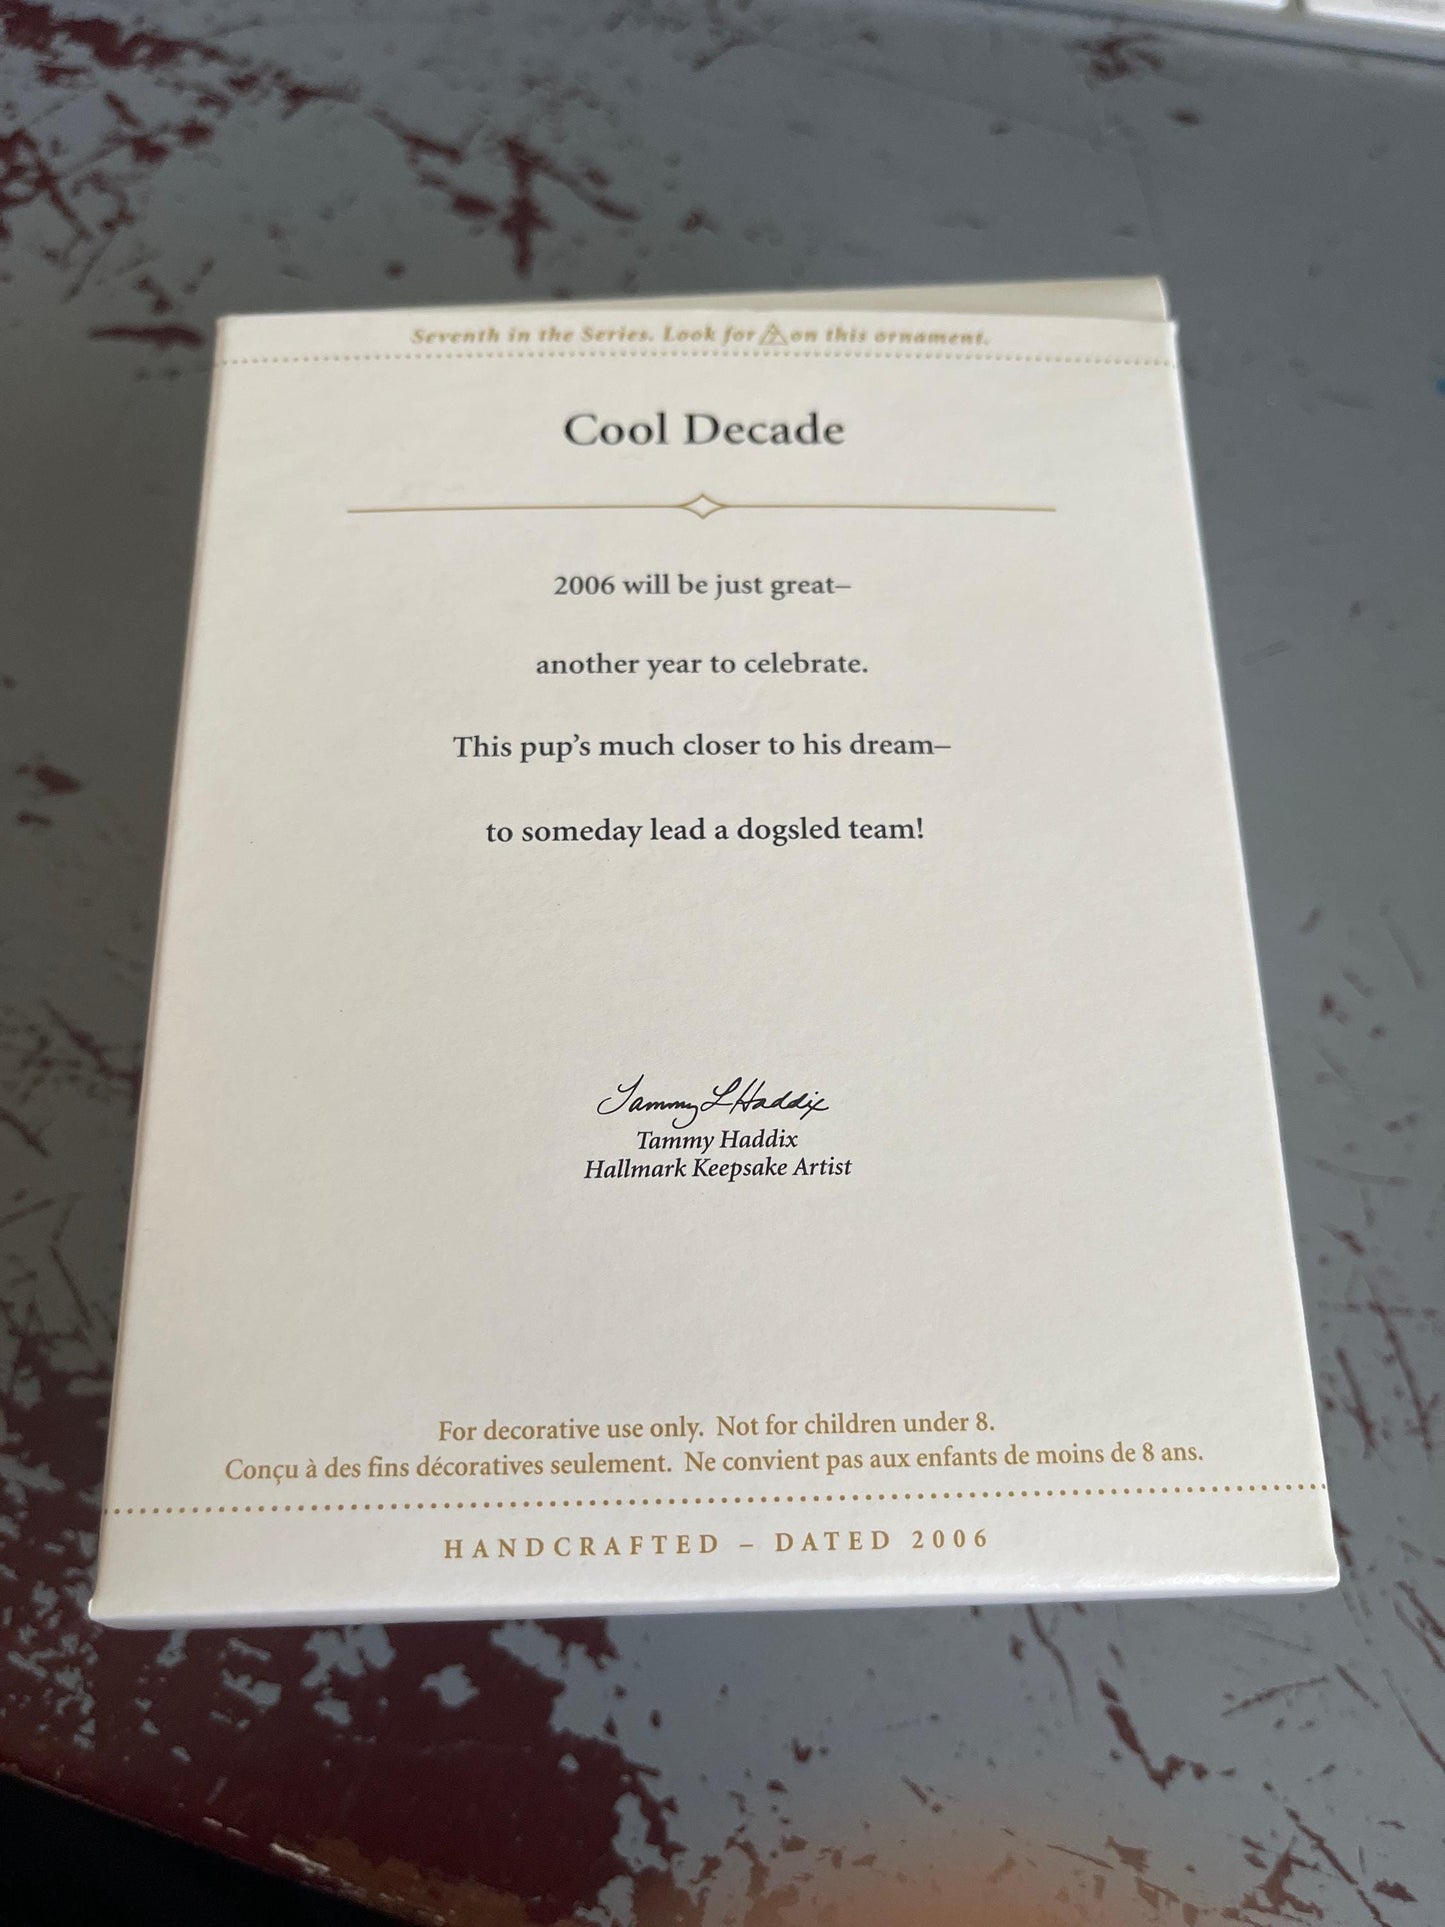 Seventh in the Series. Look for 7 on this ornament.
Cool Decade
2006 will be just great–
another year to celebrate.
This pup’s much closer to his dream–
to someday lead a dogsled team!
Tammy L Haddix
Tammy Haddix
Hallmark Keepsake Artist
For decorative use only. Not for children under 8.
Conçu à des fins décoratives seulement. Ne convient pas aux enfants de moins de 8 ans.
HANDCRAFTED – DATED 2006